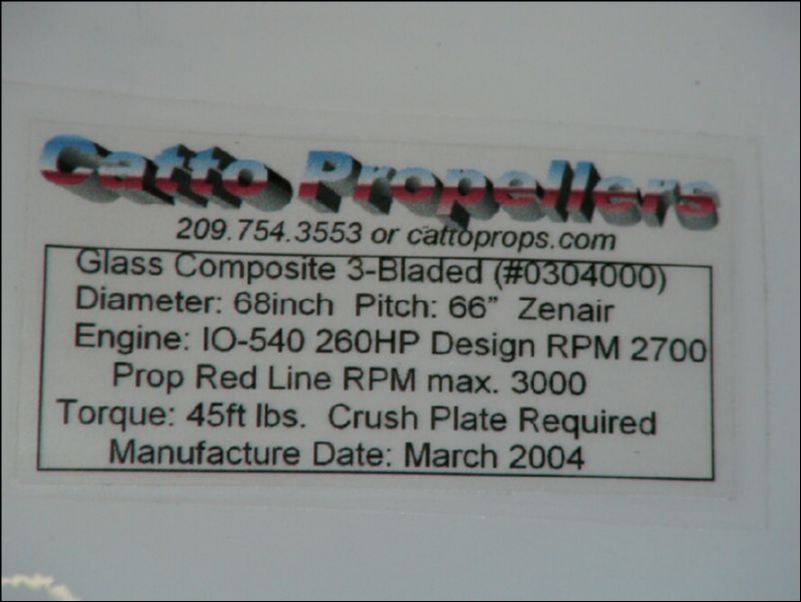 Catto Propellers
209.754.3553 or cattoprops.com
Glass Composite 3-Bladed (#0304000)
Diameter: 68inch Pitch: 66” Zenair
Engine: IO-540 260HP Design RPM 2700
Prop Red Line RPM max. 3000
Torque: 45ft lbs. Crush Plate Required
Manufacture Date: March 2004